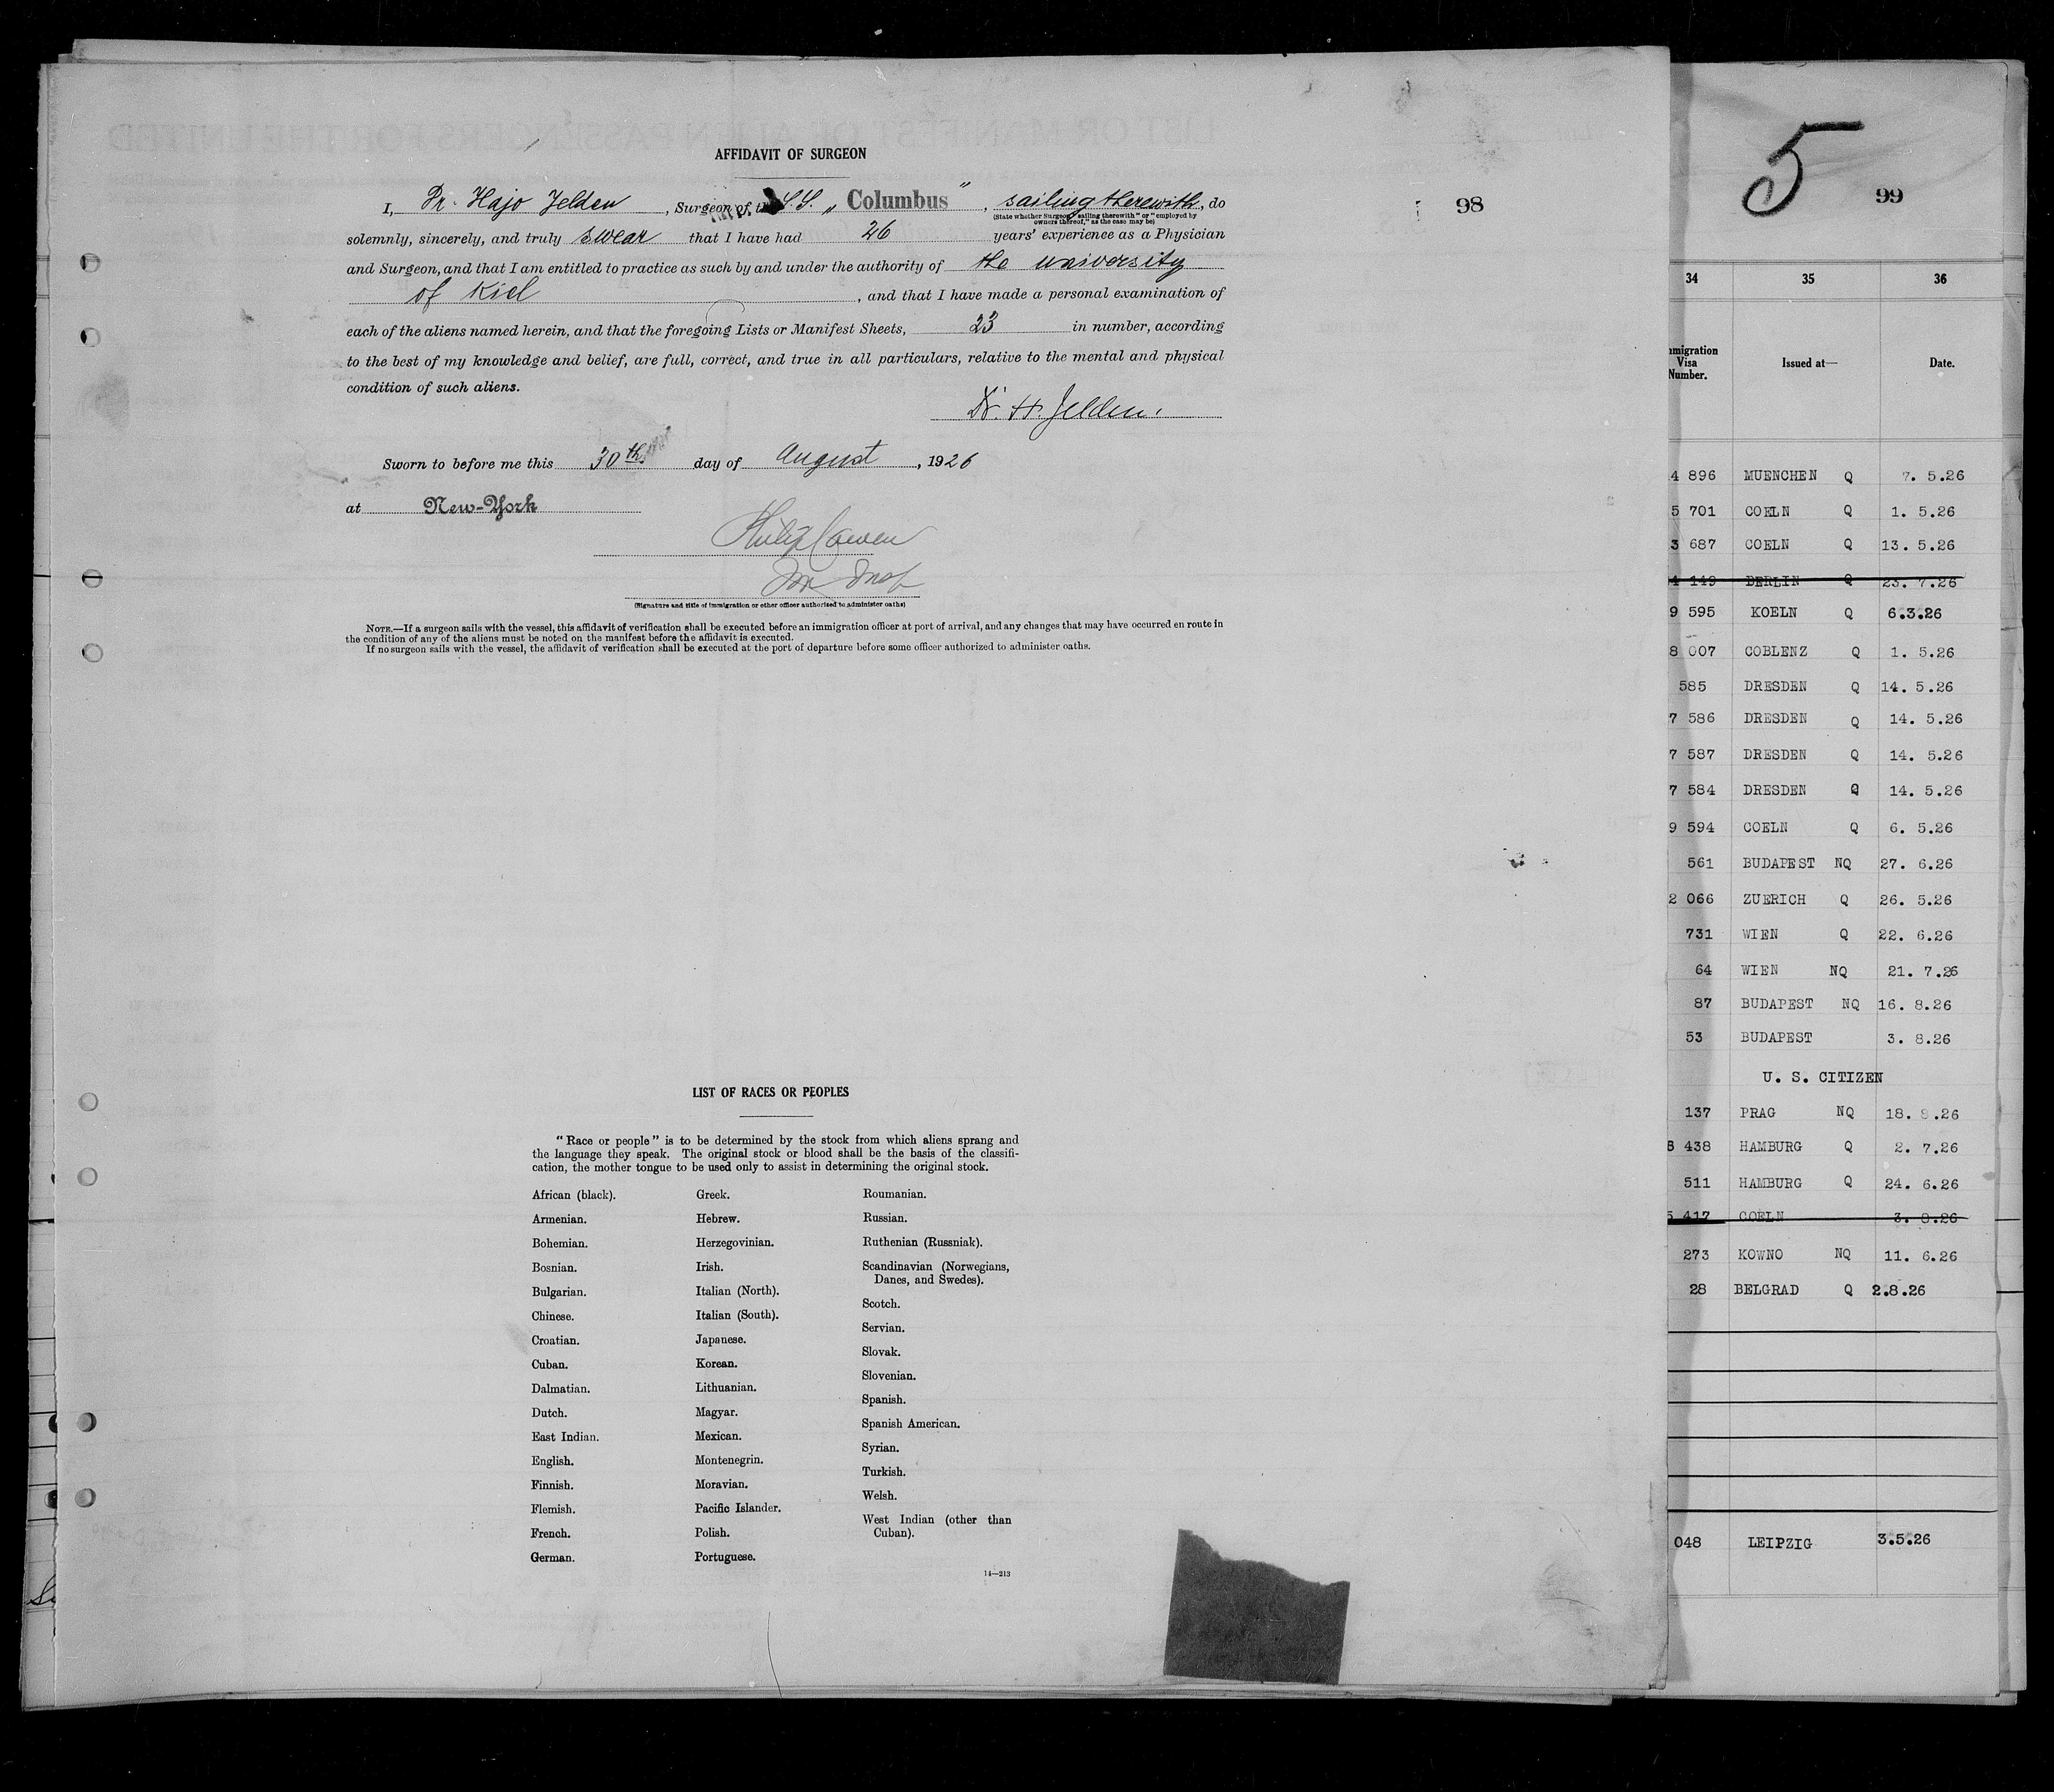 AFFIDAVIT OF SURGEON
I, Dr. Hajo Jelden, Surgeon of the S.S. „Columbus", sailing therewith, do
(State whether Surgeon "sailing therewith" or "employed by owners thereof," as the case may be)
solemnly, sincerely, and truly swear that I have had 26 years' experience as a Physician
and Surgeon, and that I am entitled to practice as such by and under the authority of the university
of Kiel, and that I have made a personal examination of
each of the aliens named herein, and that the foregoing Lists or Manifest Sheets, 23 in number, according
to the best of my knowledge and belief, are full, correct, and true in all particulars, relative to the mental and physical
condition of such aliens.
Dr. H. Jelden.
Sworn to before me this 30th day of August, 1926
at New-York
Philip Cowen
(Signature and title of immigration or other officer authorized to administer oaths)
NOTE.—If a surgeon sails with the vessel, this affidavit of verification shall be executed before an immigration officer at port of arrival, and any changes that may have occurred en route in
the condition of any of the aliens must be noted on the manifest before the affidavit is executed.
If no surgeon sails with the vessel, the affidavit of verification shall be executed at the port of departure before some officer authorized to administer oaths.
98
LIST OF RACES OR PEOPLES
"Race or people" is to be determined by the stock from which aliens sprang and
the language they speak. The original stock or blood shall be the basis of the classifi-
cation, the mother tongue to be used only to assist in determining the original stock.
African (black).
Armenian.
Bohemian.
Bosnian.
Bulgarian.
Chinese.
Croatian.
Cuban.
Dalmatian.
Dutch.
East Indian.
English.
Finnish.
Flemish.
French.
German.
Greek.
Hebrew.
Herzegovinian.
Irish.
Italian (North).
Italian (South).
Japanese.
Korean.
Lithuanian.
Magyar.
Mexican.
Montenegrin.
Moravian.
Pacific Islander.
Polish.
Portuguese.
Roumanian.
Russian.
Ruthenian (Russniak).
Scandinavian (Norwegians,
Danes, and Swedes).
Scotch.
Servian.
Slovak.
Slovenian.
Spanish.
Spanish American.
Syrian.
Turkish.
Welsh.
West Indian (other than
Cuban).
14—213
5
99
34 35 36
Visa
Number.
Issued at—
Date.
4 896 MUENCHEN Q 7. 5.26
5 701 COELN Q 1. 5.26
3 687 COELN Q 13. 5.26
4 149 BERLIN Q 23. 7.26
9 595 KOELN Q 6.3.26
8 007 COBLENZ Q 1. 5.26
585 DRESDEN Q 14. 5.26
7 586 DRESDEN Q 14. 5.26
7 587 DRESDEN Q 14. 5.26
7 584 DRESDEN Q 14. 5.26
9 594 COELN Q 6. 5.26
561 BUDAPEST NQ 27. 6.26
2 066 ZUERICH Q 26. 5.26
731 WIEN Q 22. 6.26
64 WIEN NQ 21. 7.26
87 BUDAPEST NQ 16. 8.26
53 BUDAPEST 3. 8.26
U. S. CITIZEN
137 PRAG NQ 18. 8.26
6 438 HAMBURG Q 2. 7.26
511 HAMBURG Q 24. 6.26
5 417 COELN 3. 8.26
273 KOWNO NQ 11. 6.26
28 BELGRAD Q 2.8.26
048 LEIPZIG 3.5.26